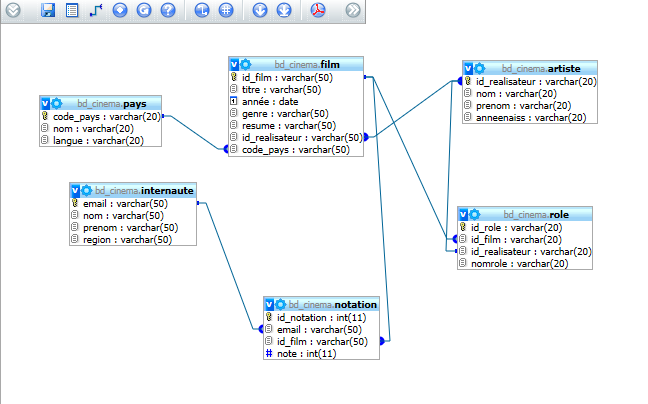 bd_cinema.film
id_film : varchar(50)
titre : varchar(50)
année : date
genre : varchar(50)
resume : varchar(50)
id_realisateur : varchar(50)
code_pays : varchar(50)
bd_cinema.artiste
id_realisateur : varchar(20)
nom : varchar(20)
prenom : varchar(20)
anneenaiss : varchar(20)
bd_cinema.pays
code_pays : varchar(20)
nom : varchar(20)
langue : varchar(20)
bd_cinema.internaute
email : varchar(50)
nom : varchar(50)
prenom : varchar(50)
region : varchar(50)
bd_cinema.role
id_role : varchar(20)
id_film : varchar(20)
id_realisateur : varchar(20)
nomrole : varchar(20)
bd_cinema.notation
id_notation : int(11)
email : varchar(50)
id_film : varchar(50)
# note : int(11)